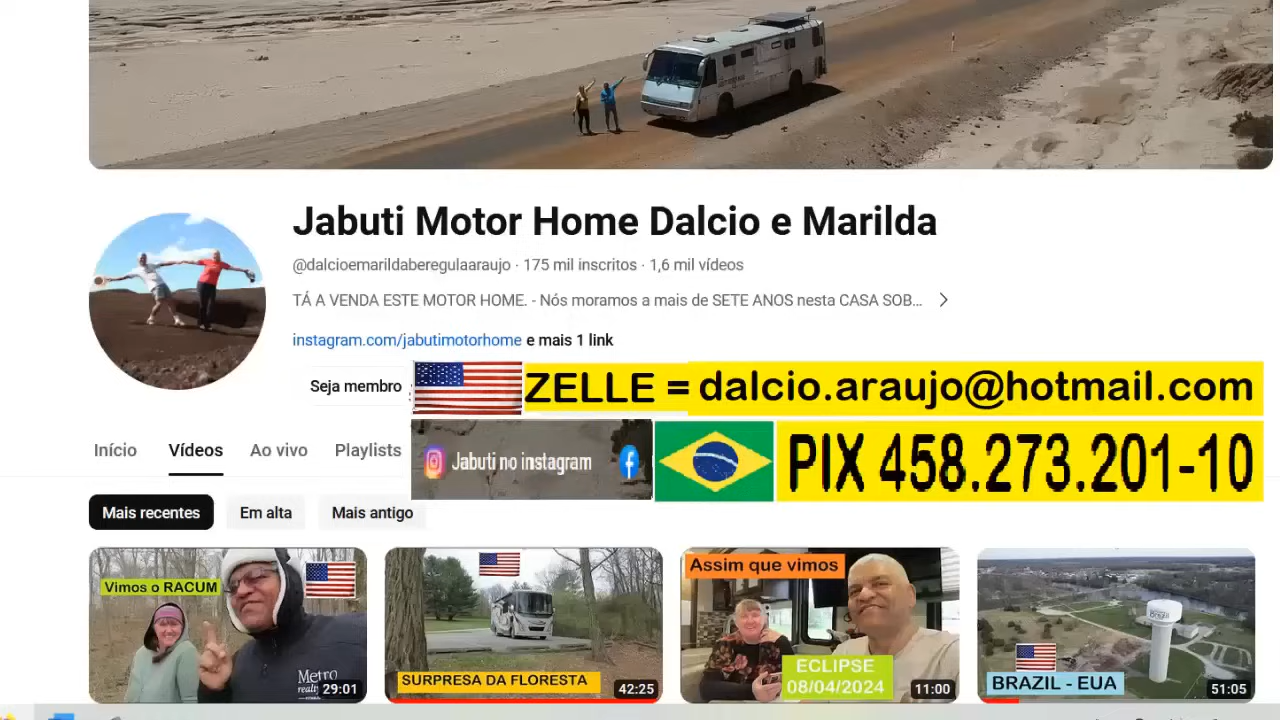 Jabuti Motor Home Dalcio e Marilda
@dalcioemarildaberegulaaraujo · 175 mil inscritos · 1,6 mil vídeos
TÁ A VENDA ESTE MOTOR HOME. - Nós moramos a mais de SETE ANOS nesta CASA SOB...
instagram.com/jabutimotorhome e mais 1 link
Seja membro
ZELLE = dalcio.araujo@hotmail.com
Jabuti no instagram
PIX 458.273.201-10
Início Vídeos Ao vivo Playlists
Mais recentes Em alta Mais antigo
Vimos o RACUM
Metro
29:01
SURPRESA DA FLORESTA
42:25
Assim que vimos
ECLIPSE
08/04/2024
11:00
BRAZIL - EUA
51:05